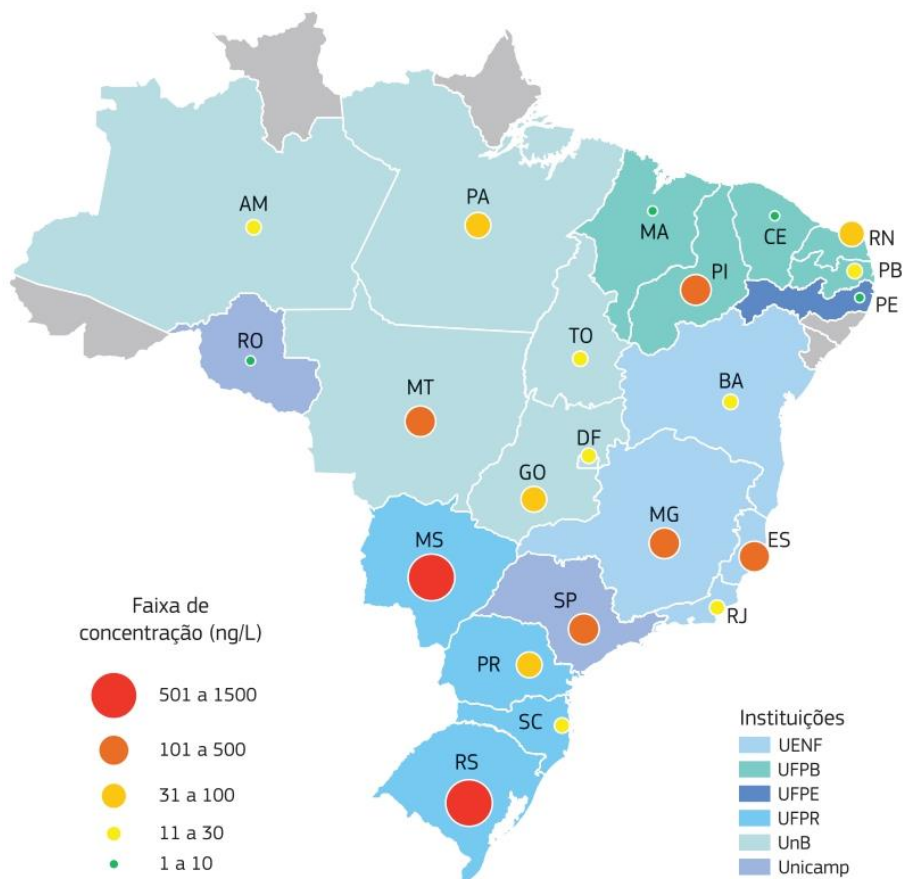 AM
PA
MA
CE
RN
PI
PB
PE
RO
TO
MT
BA
DF
GO
MG
ES
MS
SP
RJ
PR
SC
RS
Faixa de
concentração (ng/L)
501 a 1500
101 a 500
31 a 100
11 a 30
1 a 10
Instituições
UENF
UFPB
UFPE
UFPR
UnB
Unicamp